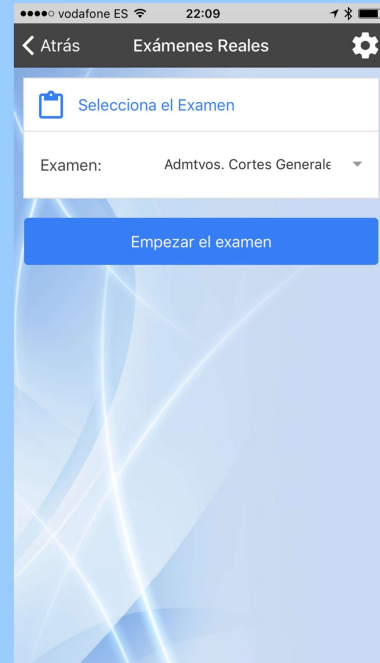 vodafone ES 22:09
Atrás Exámenes Reales
Selecciona el Examen
Examen: Admtvos. Cortes Generale
Empezar el examen